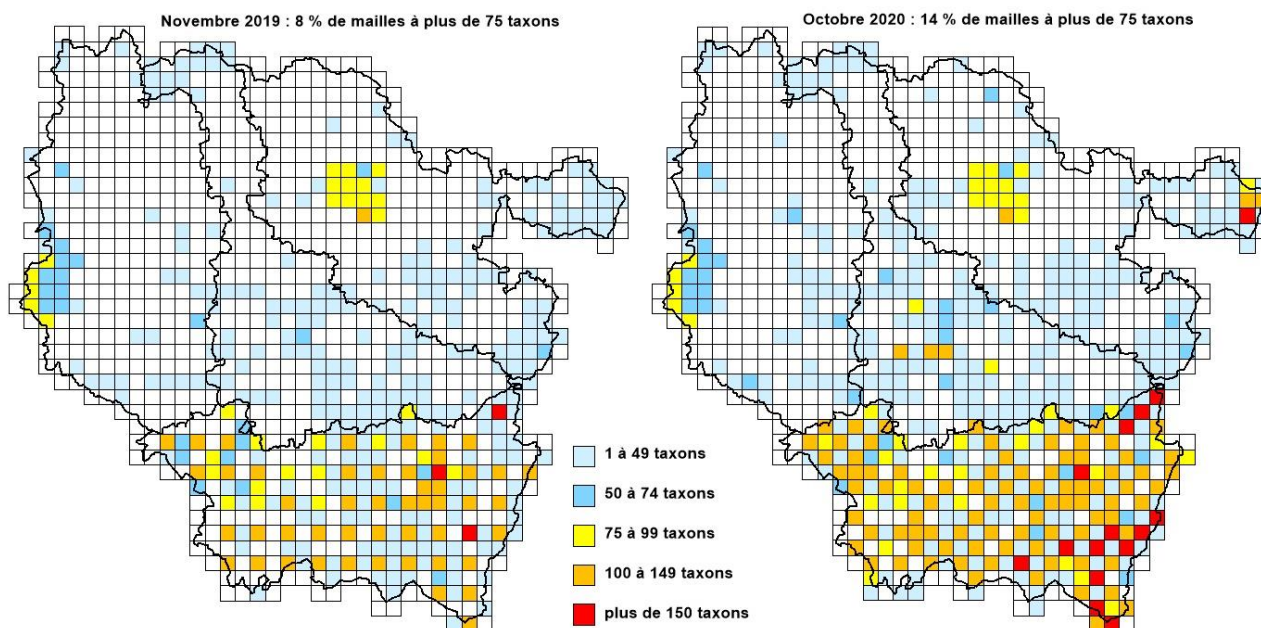 Novembre 2019 : 8 % de mailles à plus de 75 taxons
Octobre 2020 : 14 % de mailles à plus de 75 taxons
1 à 49 taxons
50 à 74 taxons
75 à 99 taxons
100 à 149 taxons
plus de 150 taxons